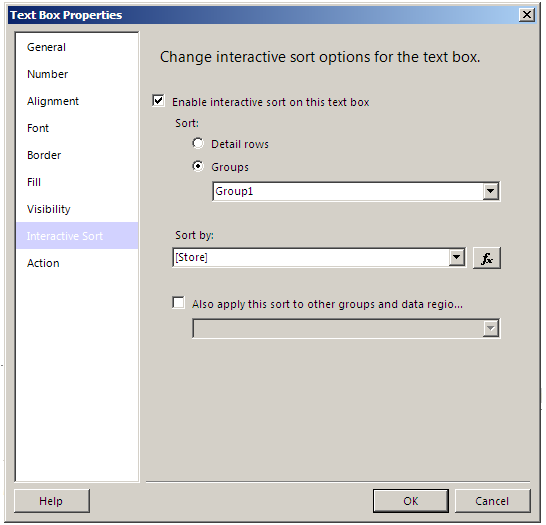 Text Box Properties
General
Number
Alignment
Font
Border
Fill
Visibility
Interactive Sort
Action
Change interactive sort options for the text box.
Enable interactive sort on this text box
Sort:
Detail rows
Groups
Group1
Sort by:
[Store]
fx
Also apply this sort to other groups and data regio...
Help
OK
Cancel